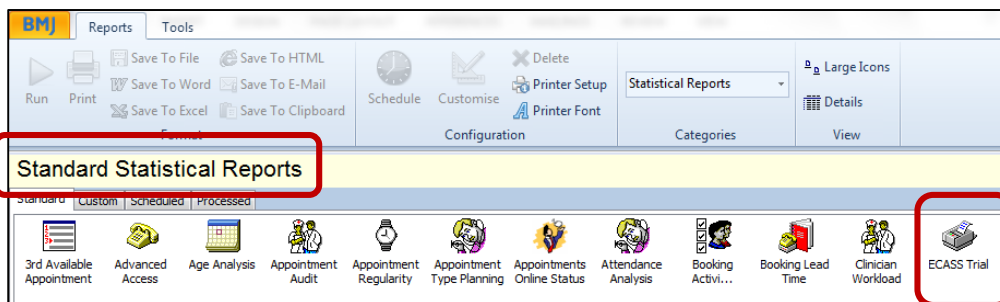 BMJ Reports Tools
Save To File Save To HTML Delete
Save To Word Save To E-Mail Printer Setup Statistical Reports Large Icons
Run Print Schedule Customise Details
Save To Excel Save To Clipboard Printer Font
Format Configuration Categories View
Standard Statistical Reports
Standard Custom Scheduled Processed
3rd Available Advanced Age Analysis Appointment Appointment Appointment Appointments Attendance Booking Booking Lead Clinician ECASS Trial
Appointment Access Audit Regularity Type Planning Online Status Analysis Activi... Time Workload